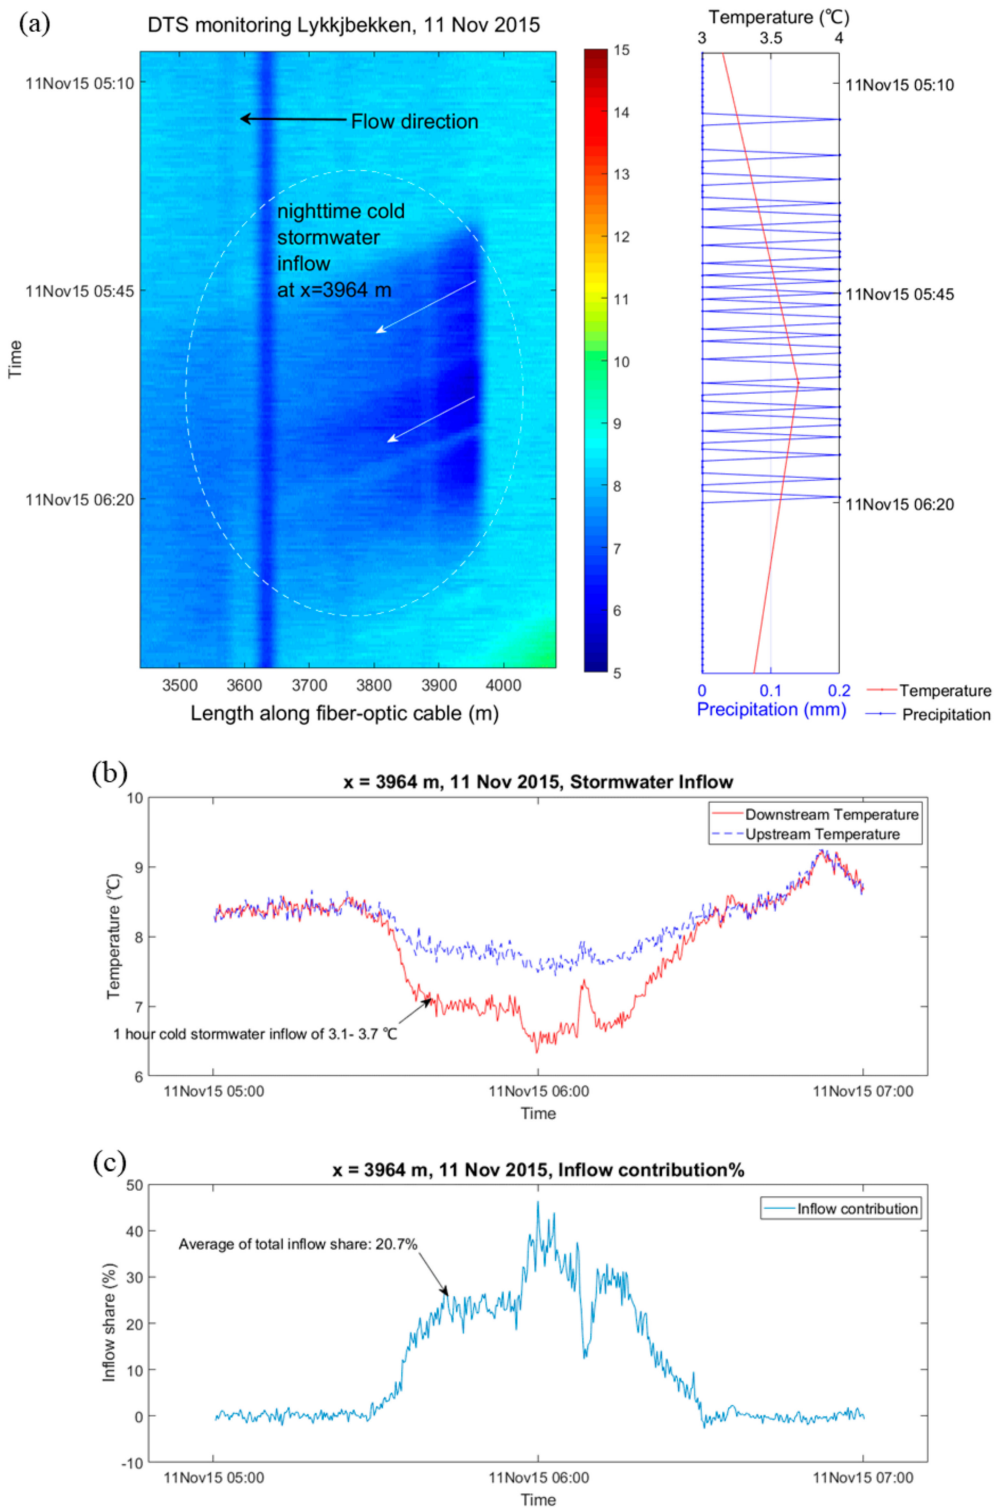 (a)
DTS monitoring Lykkjbekken, 11 Nov 2015
Temperature (℃)
3 3.5 4
11Nov15 05:10
Flow direction
nighttime cold
stormwater
inflow
at x=3964 m
11Nov15 05:45
Time
11Nov15 06:20
3500 3600 3700 3800 3900 4000
Length along fiber-optic cable (m)
15
14
13
12
11
10
9
8
7
6
5
11Nov15 05:10
11Nov15 05:45
11Nov15 06:20
0 0.1 0.2
Precipitation (mm)
Temperature
Precipitation
(b)
x = 3964 m, 11 Nov 2015, Stormwater Inflow
10
9
8
7
6
Temperature (℃)
Downstream Temperature
Upstream Temperature
1 hour cold stormwater inflow of 3.1- 3.7 ℃
11Nov15 05:00 11Nov15 06:00 11Nov15 07:00
Time
(c)
x = 3964 m, 11 Nov 2015, Inflow contribution%
50
40
30
20
10
0
-10
Inflow share (%)
Inflow contribution
Average of total inflow share: 20.7%
11Nov15 05:00 11Nov15 06:00 11Nov15 07:00
Time